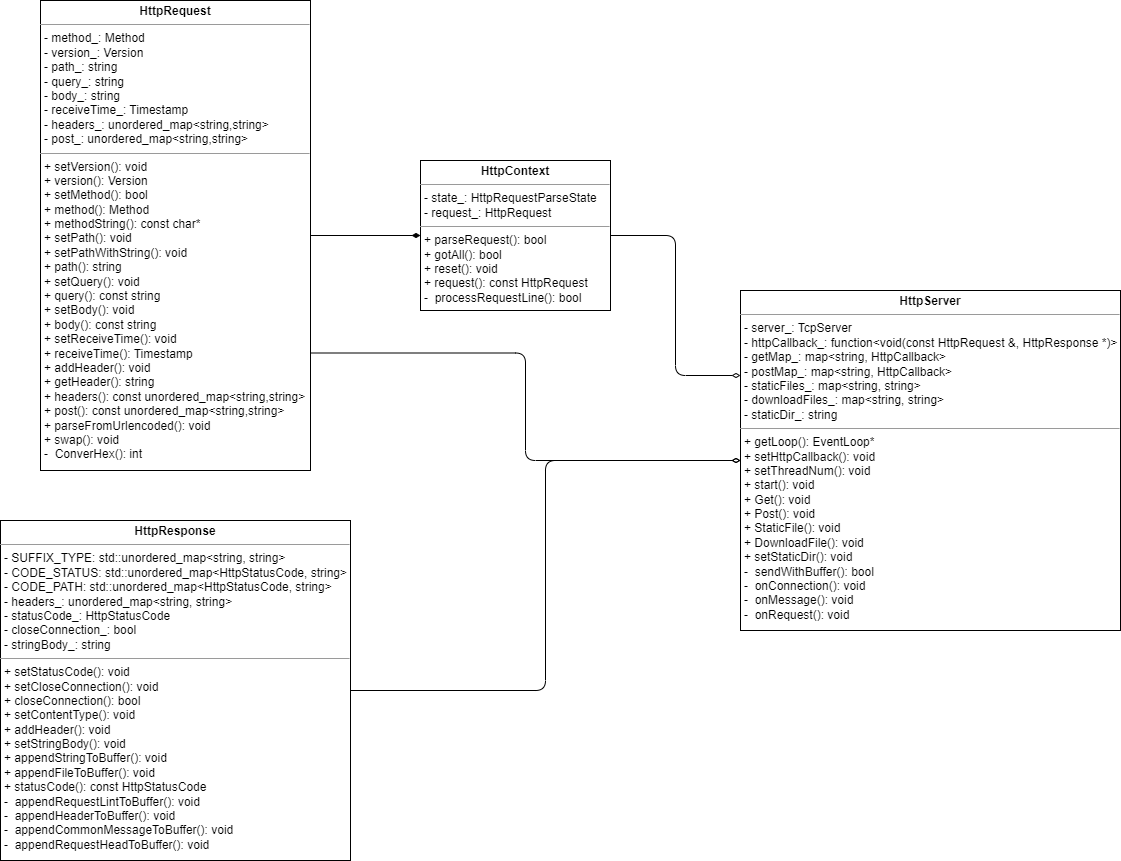 HttpRequest
- method_: Method
- version_: Version
- path_: string
- query_: string
- body_: string
- receiveTime_: Timestamp
- headers_: unordered_map<string,string>
- post_: unordered_map<string,string>
+ setVersion(): void
+ version(): Version
+ setMethod(): bool
+ method(): Method
+ methodString(): const char*
+ setPath(): void
+ setPathWithString(): void
+ path(): string
+ setQuery(): void
+ query(): const string
+ setBody(): void
+ body(): const string
+ setReceiveTime(): void
+ receiveTime(): Timestamp
+ addHeader(): void
+ getHeader(): string
+ headers(): const unordered_map<string,string>
+ post(): const unordered_map<string,string>
+ parseFromUrlencoded(): void
+ swap(): void
- ConverHex(): int
HttpContext
- state_: HttpRequestParseState
- request_: HttpRequest
+ parseRequest(): bool
+ gotAll(): bool
+ reset(): void
+ request(): const HttpRequest
- processRequestLine(): bool
HttpServer
- server_: TcpServer
- httpCallback_: function<void(const HttpRequest &, HttpResponse *)>
- getMap_: map<string, HttpCallback>
- postMap_: map<string, HttpCallback>
- staticFiles_: map<string, string>
- downloadFiles_: map<string, string>
- staticDir_: string
+ getLoop(): EventLoop*
+ setHttpCallback(): void
+ setThreadNum(): void
+ start(): void
+ Get(): void
+ Post(): void
+ StaticFile(): void
+ DownloadFile(): void
+ setStaticDir(): void
- sendWithBuffer(): bool
- onConnection(): void
- onMessage(): void
- onRequest(): void
HttpResponse
- SUFFIX_TYPE: std::unordered_map<string, string>
- CODE_STATUS: std::unordered_map<HttpStatusCode, string>
- CODE_PATH: std::unordered_map<HttpStatusCode, string>
- headers_: unordered_map<string, string>
- statusCode_: HttpStatusCode
- closeConnection_: bool
- stringBody_: string
+ setStatusCode(): void
+ setCloseConnection(): void
+ closeConnection(): bool
+ setContentType(): void
+ addHeader(): void
+ setStringBody(): void
+ appendStringToBuffer(): void
+ appendFileToBuffer(): void
+ statusCode(): const HttpStatusCode
- appendRequestLintToBuffer(): void
- appendHeaderToBuffer(): void
- appendCommonMessageToBuffer(): void
- appendRequestHeadToBuffer(): void